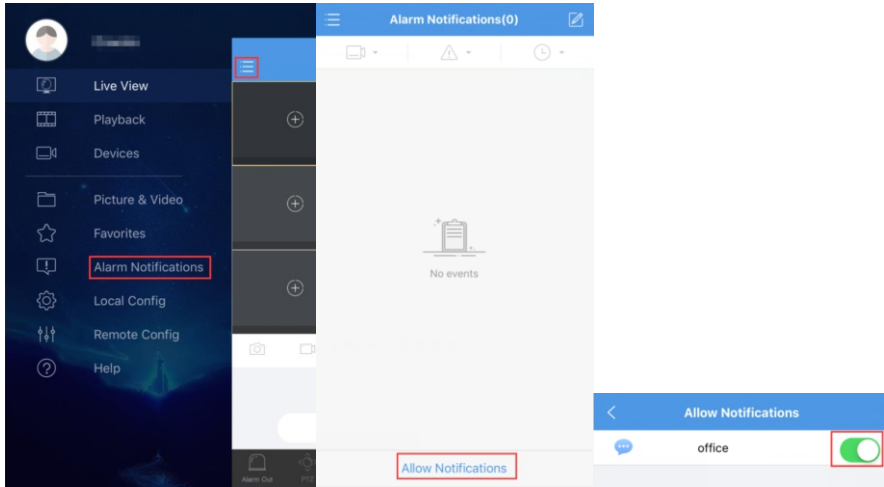 Live View
Playback
Devices
Picture & Video
Favorites
Alarm Notifications
Local Config
Remote Config
Help
Alarm Out
PTZ
Alarm Notifications(0)
No events
Allow Notifications
Allow Notifications
office